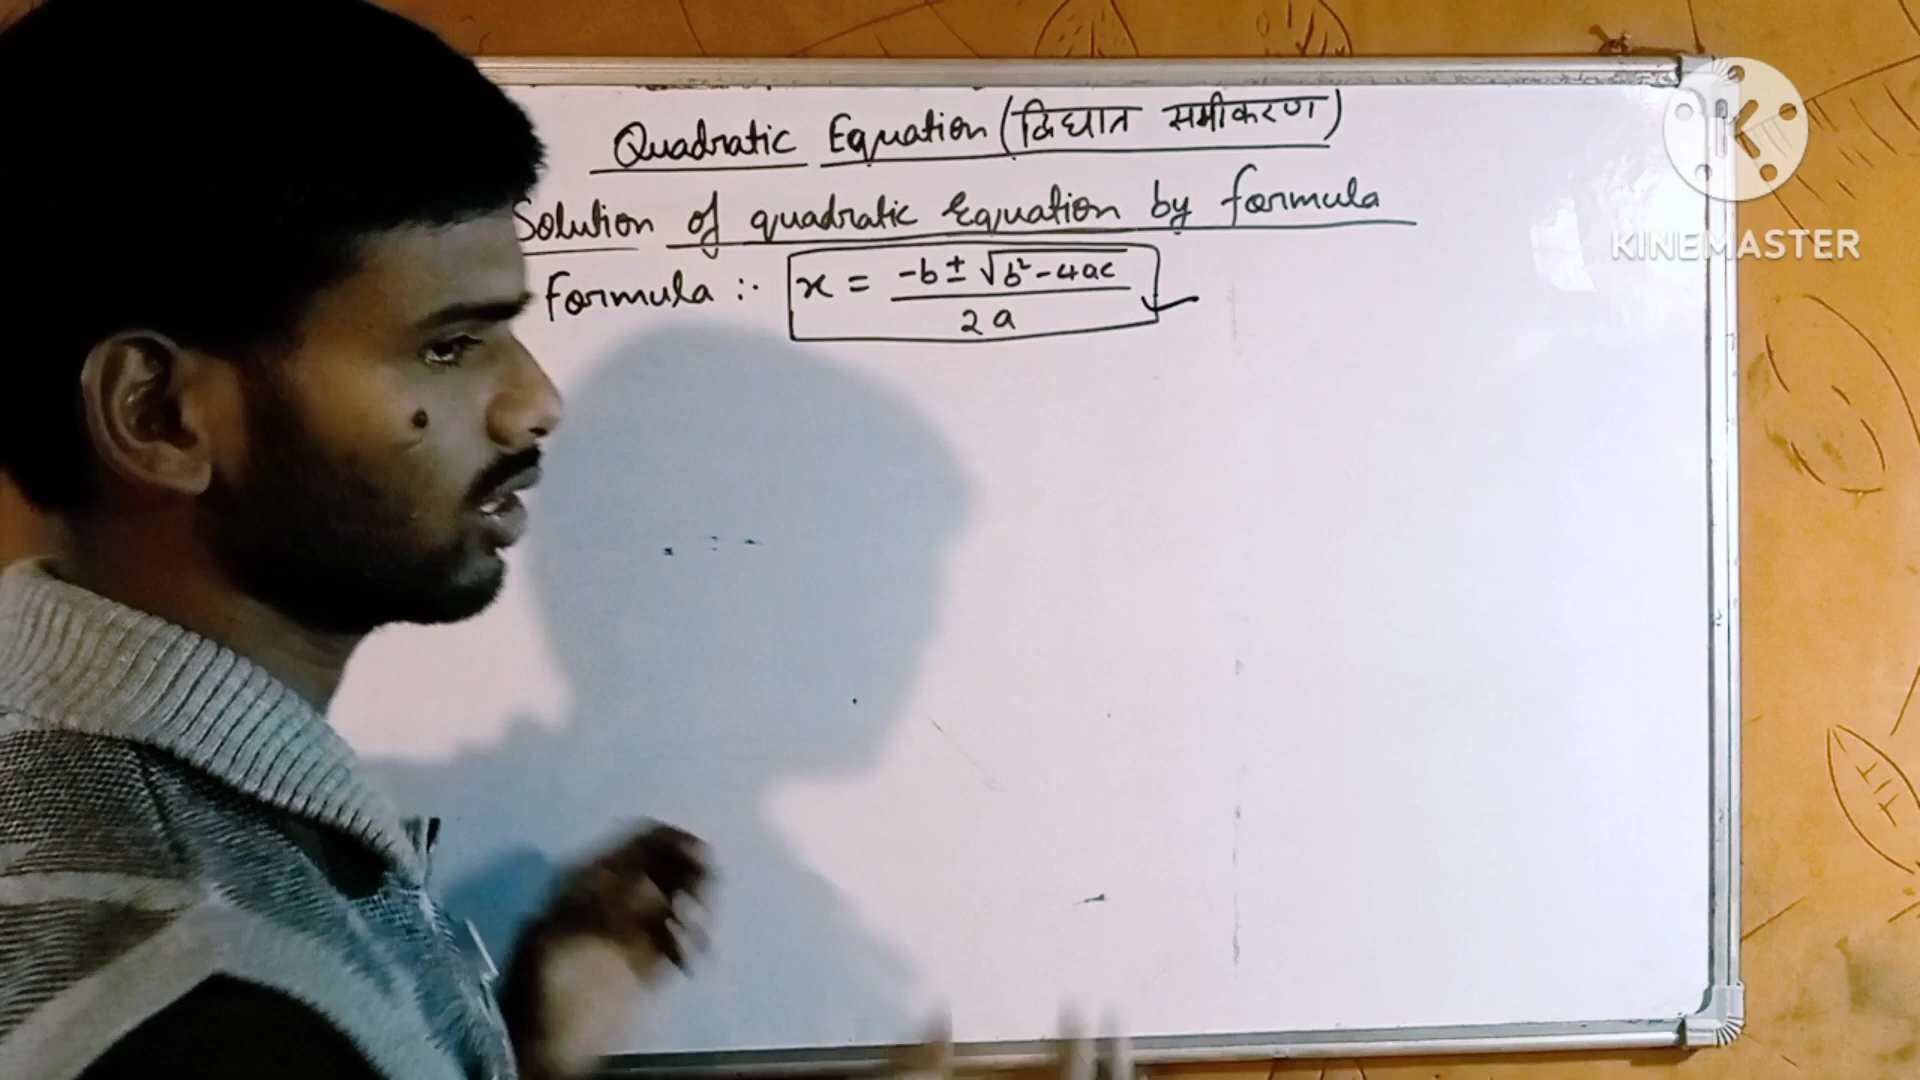 Quadratic Equation (द्विघात समीकरण)
Solution of quadratic Equation by formula
Formula :- x = -b ± √b² - 4ac / 2a
KINEMASTER